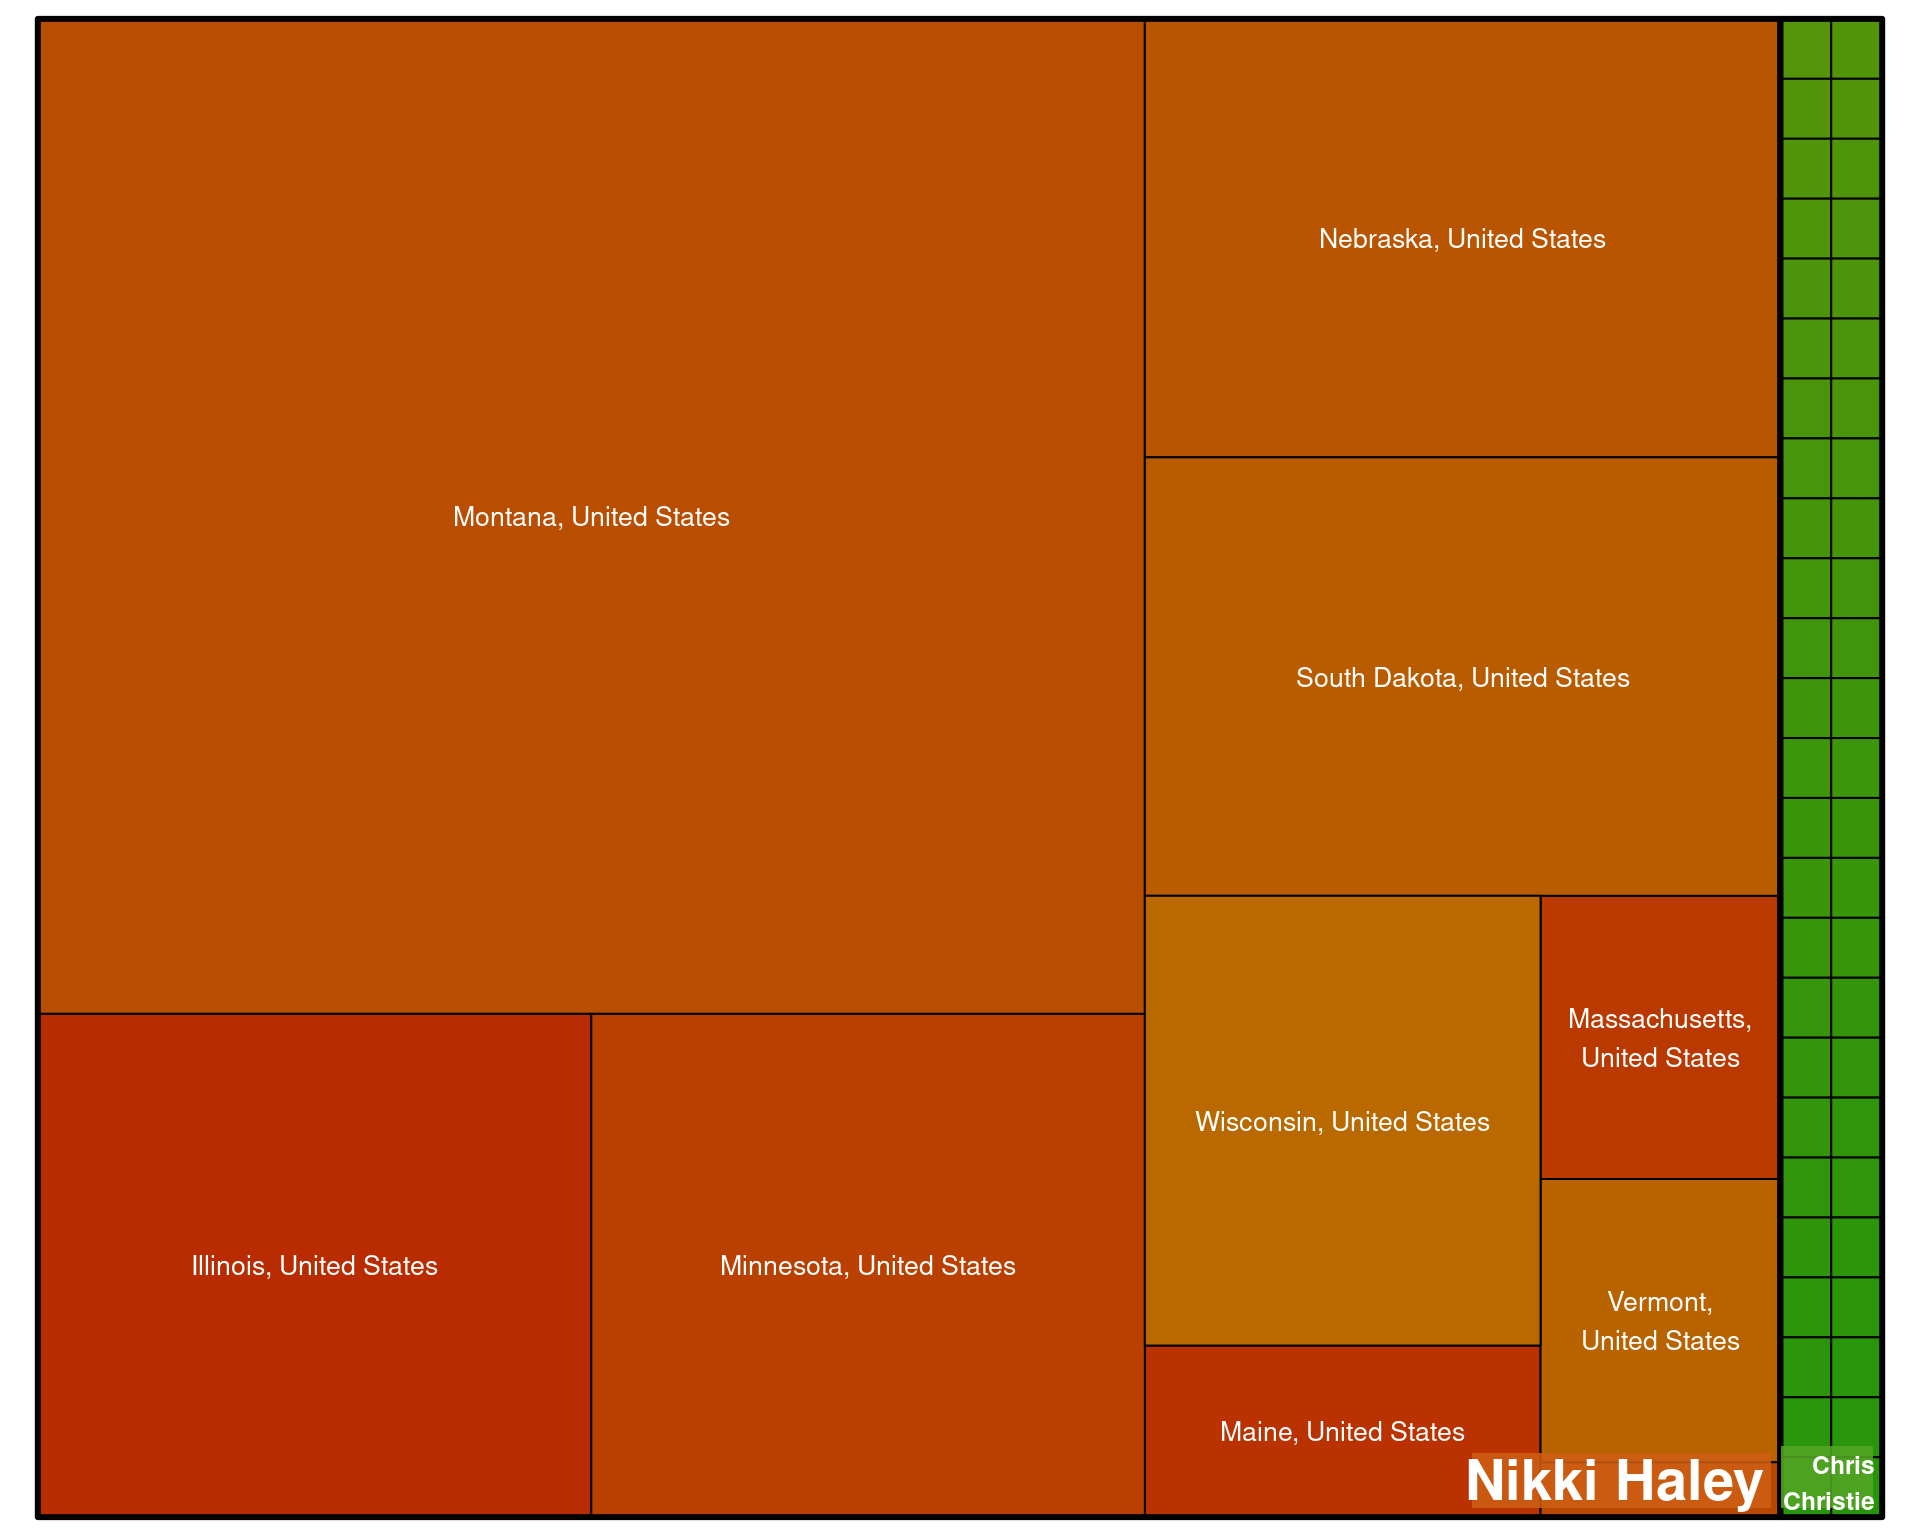 Nebraska, United States
Montana, United States
South Dakota, United States
Massachusetts,
United States
Wisconsin, United States
Illinois, United States
Minnesota, United States
Vermont,
United States
Maine, United States
Nikki Haley
Chris
Christie